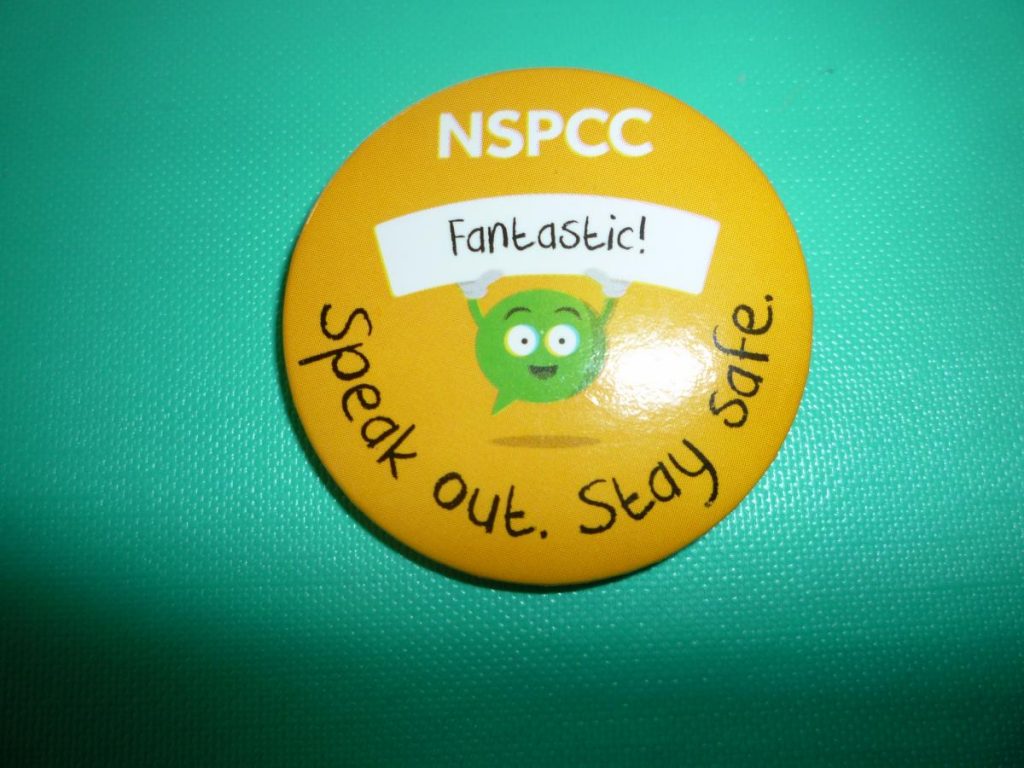 NSPCC
Fantastic!
Speak out. Stay safe.